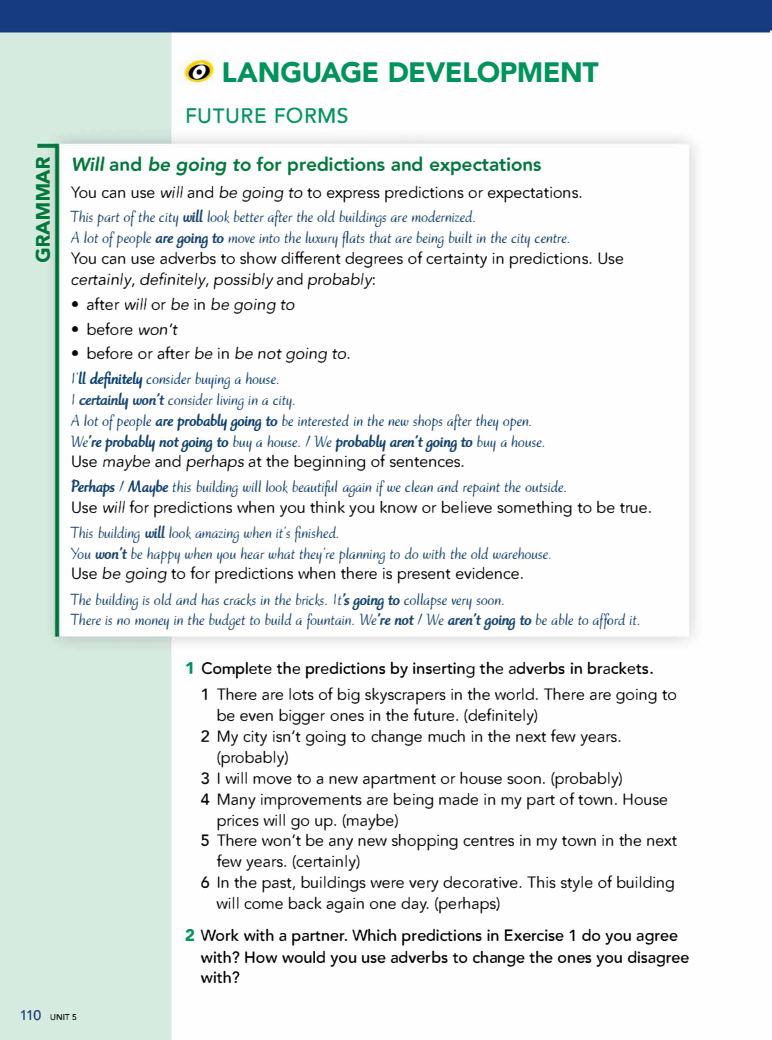 LANGUAGE DEVELOPMENT
FUTURE FORMS
GRAMMAR
Will and be going to for predictions and expectations
You can use will and be going to to express predictions or expectations.
This part of the city will look better after the old buildings are modernized.
A lot of people are going to move into the luxury flats that are being built in the city centre.
You can use adverbs to show different degrees of certainty in predictions. Use
certainly, definitely, possibly and probably:
• after will or be in be going to
• before won't
• before or after be in be not going to.
I'll definitely consider buying a house.
I certainly won't consider living in a city.
A lot of people are probably going to be interested in the new shops after they open.
We're probably not going to buy a house. / We probably aren't going to buy a house.
Use maybe and perhaps at the beginning of sentences.
Perhaps / Maybe this building will look beautiful again if we clean and repaint the outside.
Use will for predictions when you think you know or believe something to be true.
This building will look amazing when it's finished.
You won't be happy when you hear what they're planning to do with the old warehouse.
Use be going to for predictions when there is present evidence.
The building is old and has cracks in the bricks. It's going to collapse very soon.
There is no money in the budget to build a fountain. We're not / We aren't going to be able to afford it.
1 Complete the predictions by inserting the adverbs in brackets.
1 There are lots of big skyscrapers in the world. There are going to
be even bigger ones in the future. (definitely)
2 My city isn't going to change much in the next few years.
(probably)
3 I will move to a new apartment or house soon. (probably)
4 Many improvements are being made in my part of town. House
prices will go up. (maybe)
5 There won't be any new shopping centres in my town in the next
few years. (certainly)
6 In the past, buildings were very decorative. This style of building
will come back again one day. (perhaps)
2 Work with a partner. Which predictions in Exercise 1 do you agree
with? How would you use adverbs to change the ones you disagree
with?
110 UNIT 5